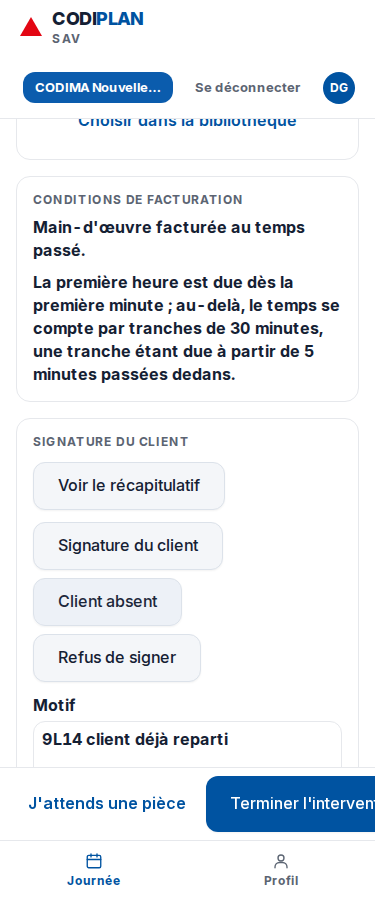 CODIPLAN
SAV
CODIMA Nouvelle...
Se déconnecter
DG
Choisir dans la bibliothèque
CONDITIONS DE FACTURATION
Main-d'œuvre facturée au temps
passé.
La première heure est due dès la
première minute ; au-delà, le temps se
compte par tranches de 30 minutes,
une tranche étant due à partir de 5
minutes passées dedans.
SIGNATURE DU CLIENT
Voir le récapitulatif
Signature du client
Client absent
Refus de signer
Motif
9L14 client déjà reparti
J'attends une pièce
Terminer l'interven
Journée
Profil